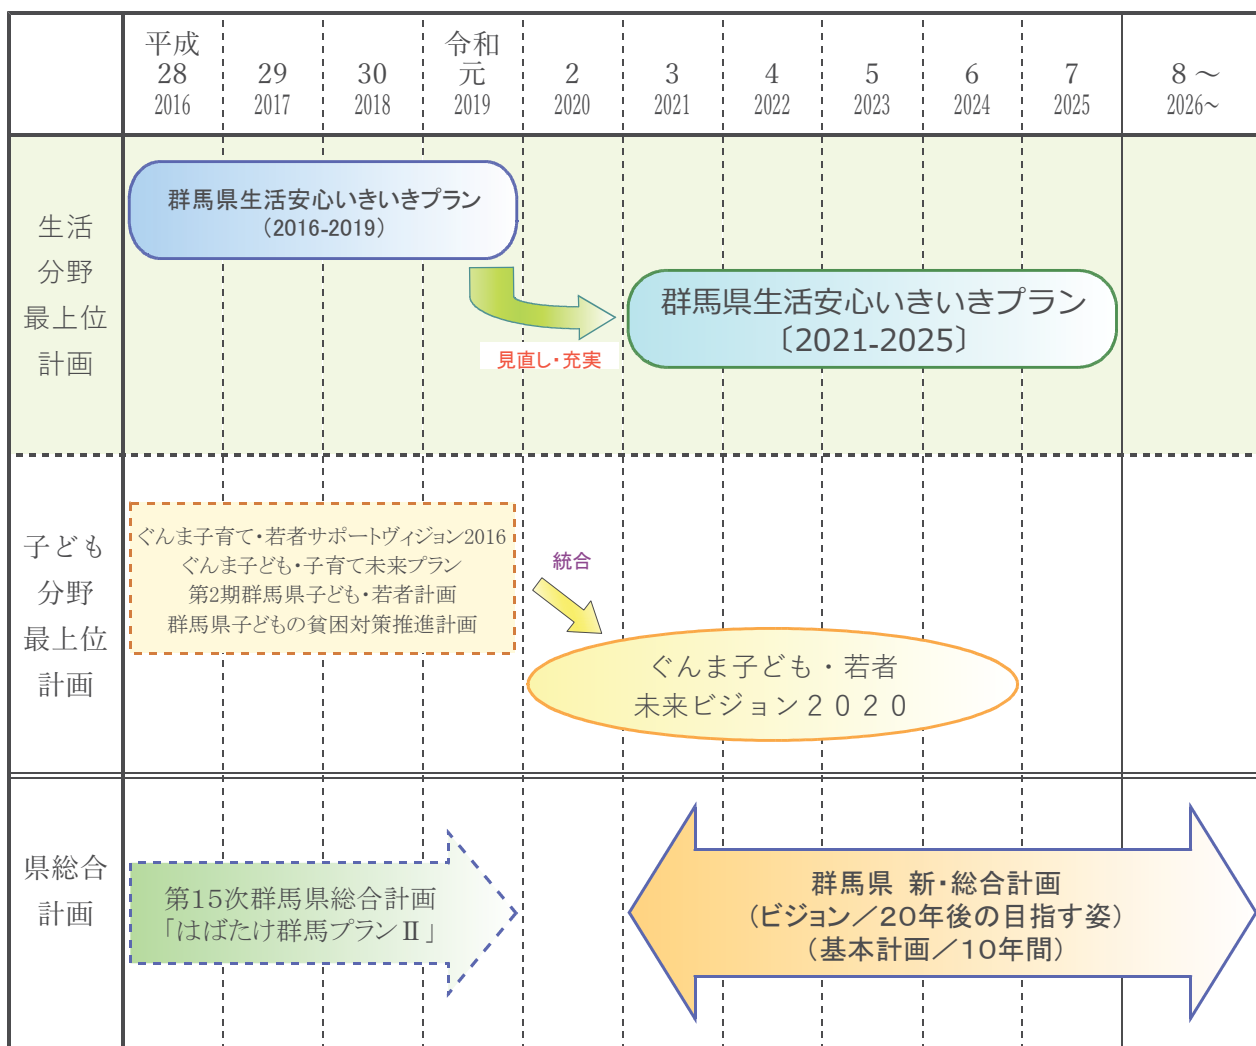 平成
28
2016
29
2017
30
2018
令和
元
2019
2
2020
3
2021
4
2022
5
2023
6
2024
7
2025
8～
2026～
生活
分野
最上位
計画
群馬県生活安心いきいきプラン
（2016-2019）
見直し・充実
群馬県生活安心いきいきプラン
〔2021-2025〕
子ども
分野
最上位
計画
ぐんま子育て・若者サポートヴィジョン2016
ぐんま子ども・子育て未来プラン
第2期群馬県子ども・若者計画
群馬県子どもの貧困対策推進計画
統合
ぐんま子ども・若者
未来ビジョン２０２０
県総合
計画
第15次群馬県総合計画
「はばたけ群馬プランⅡ」
群馬県 新・総合計画
（ビジョン／20年後の目指す姿）
（基本計画／10年間）